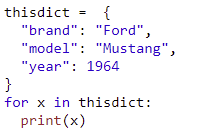 thisdict =  {
  "brand": "Ford",
  "model": "Mustang",
  "year": 1964
}
for x in thisdict:
  print(x)